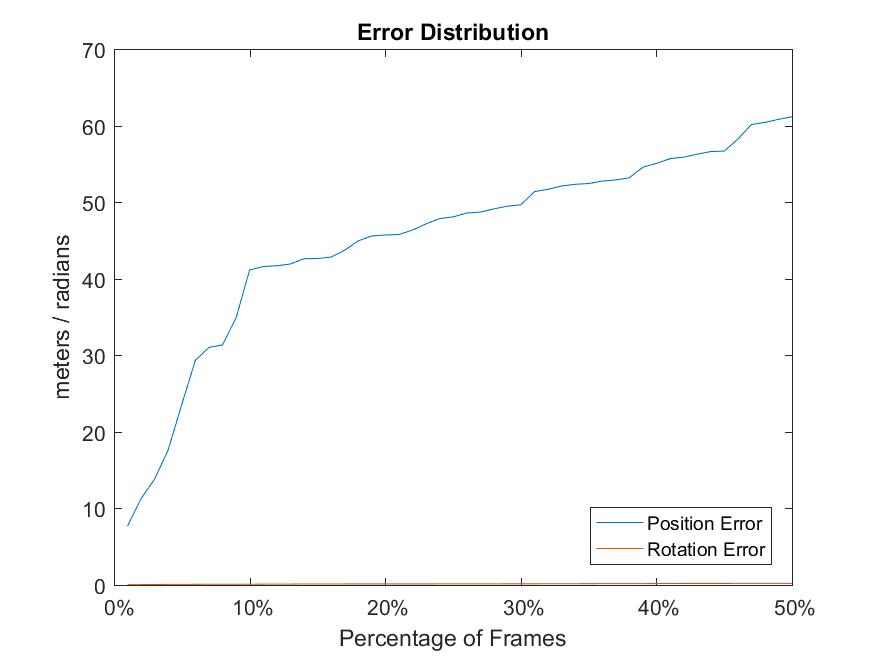 Error Distribution
70
60
50
40
30
20
10
0
meters / radians
0% 10% 20% 30% 40% 50%
Percentage of Frames
Position Error
Rotation Error